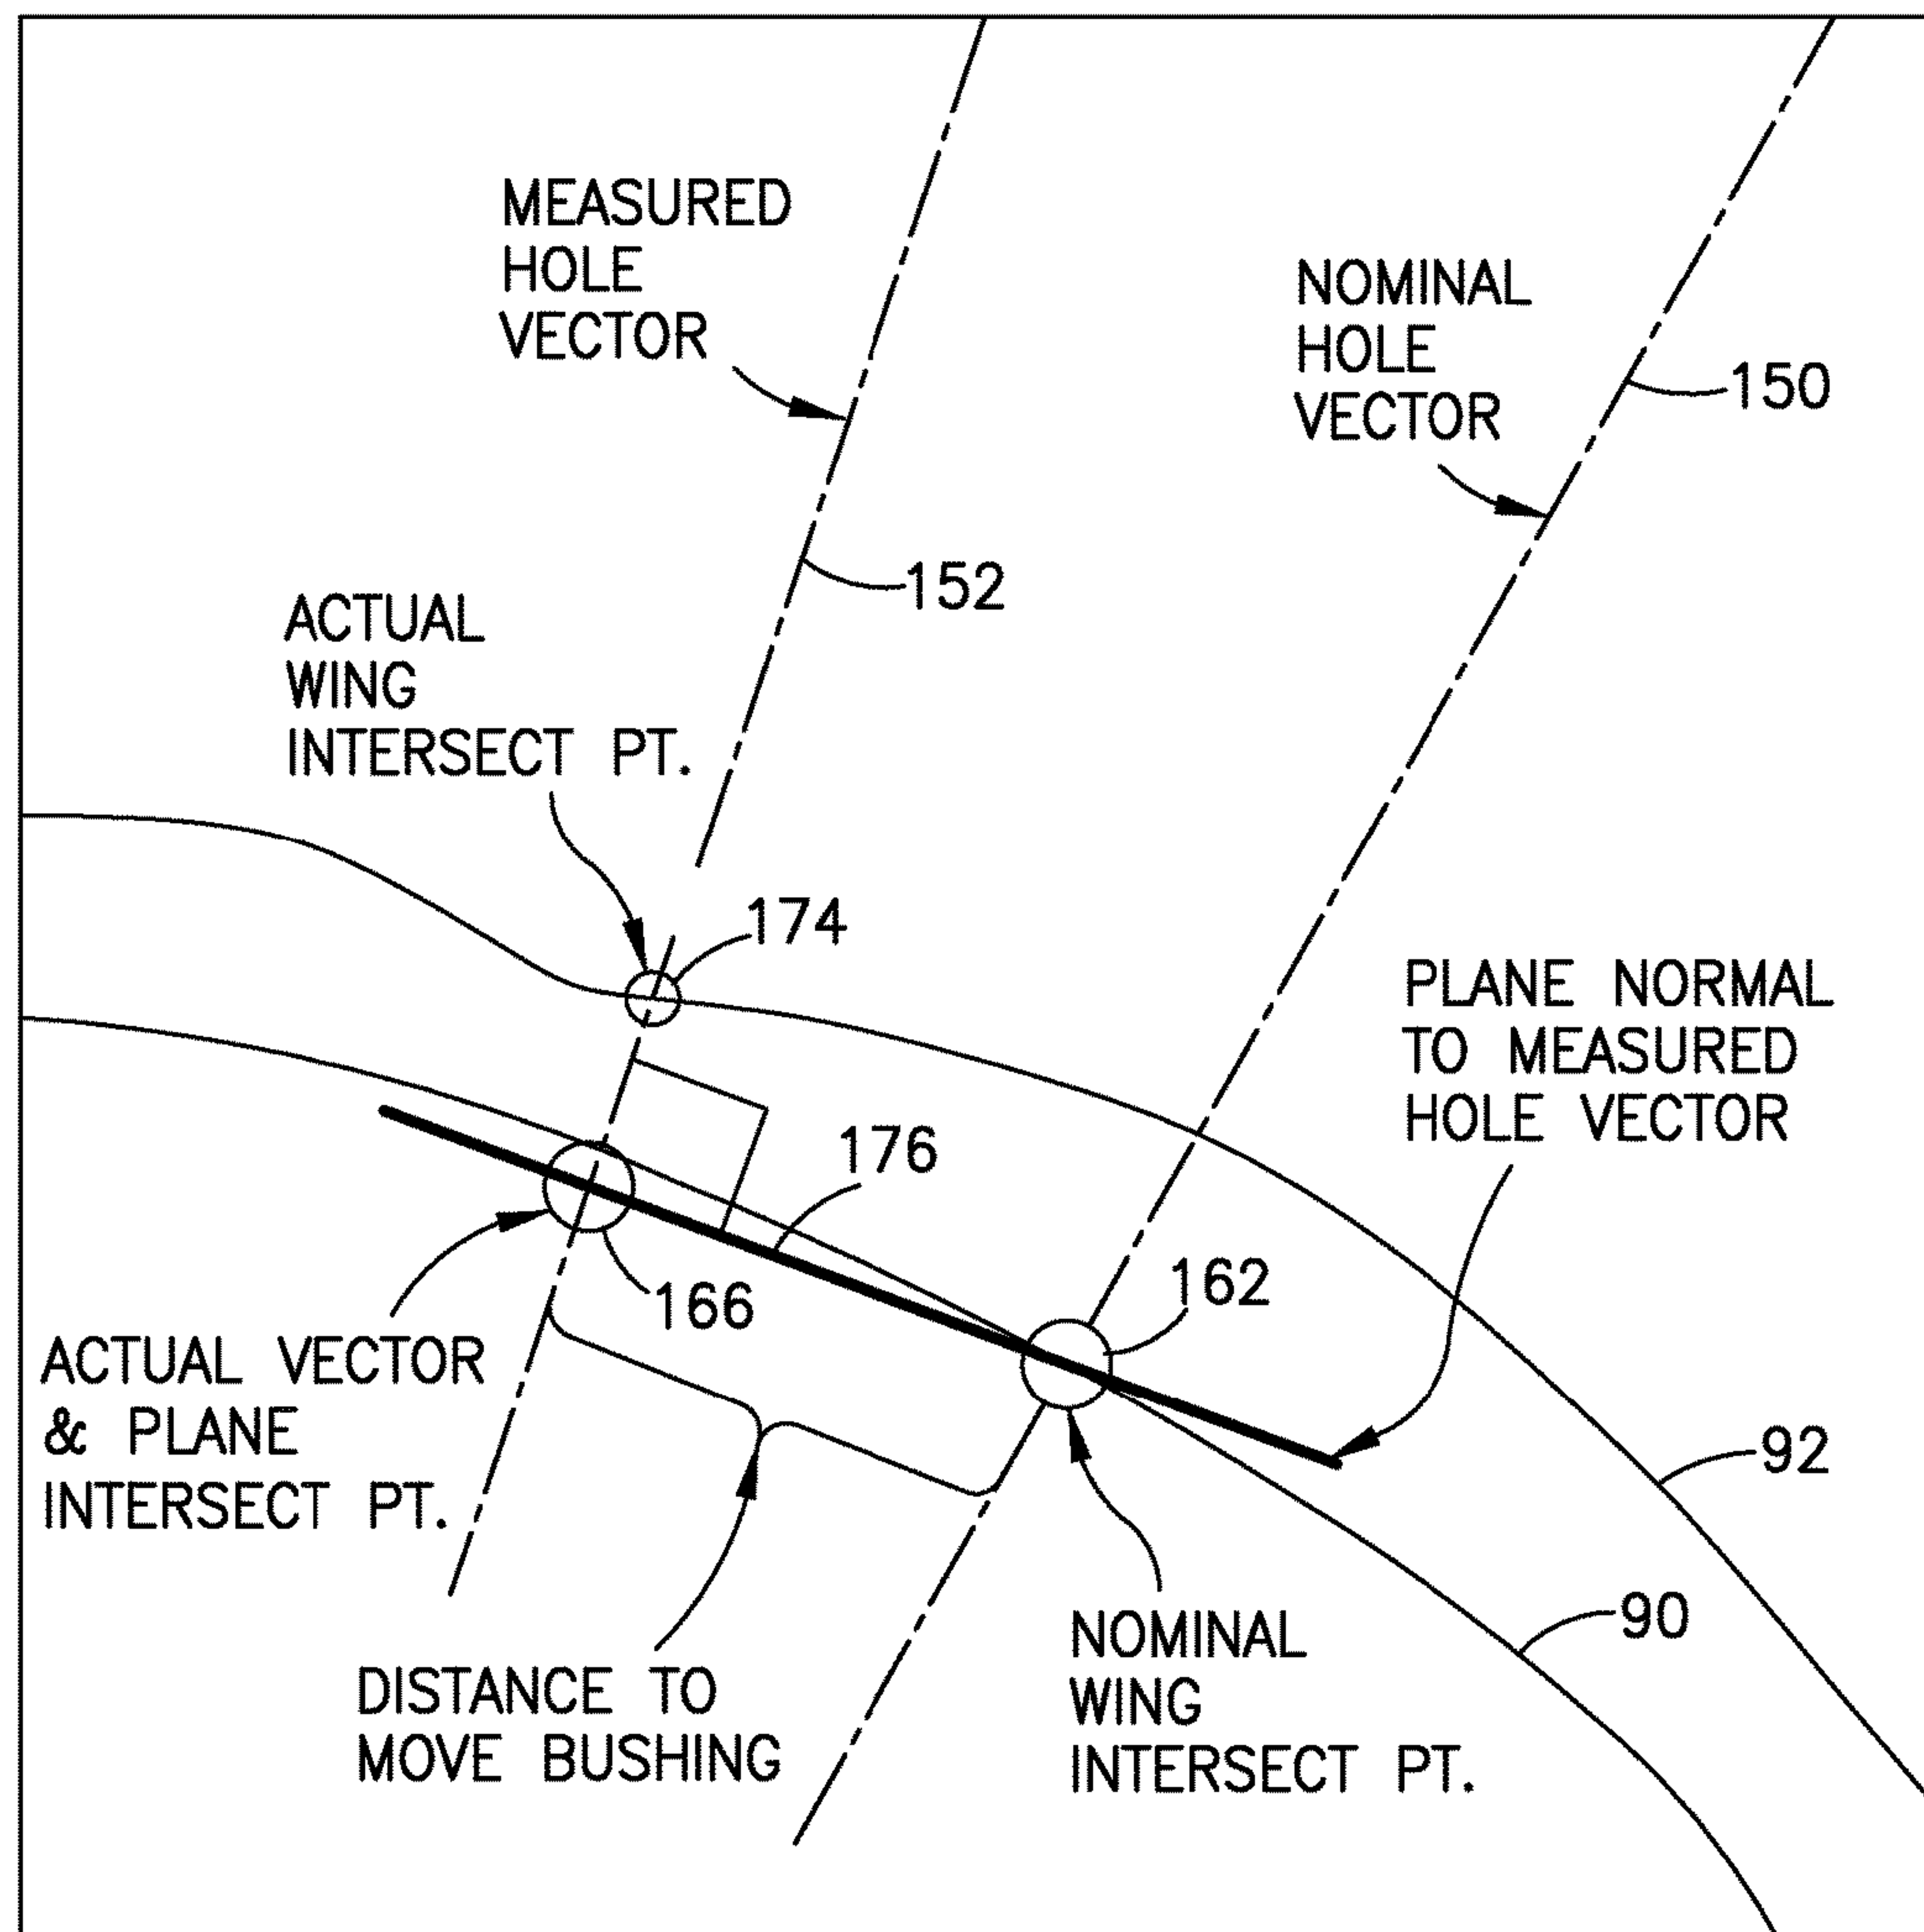 MEASURED
HOLE
VECTOR
NOMINAL
HOLE
VECTOR
150
152
ACTUAL
WING
INTERSECT PT.
174
PLANE NORMAL
TO MEASURED
HOLE VECTOR
176
166
162
ACTUAL VECTOR
& PLANE
INTERSECT PT.
92
90
DISTANCE TO
MOVE BUSHING
NOMINAL
WING
INTERSECT PT.